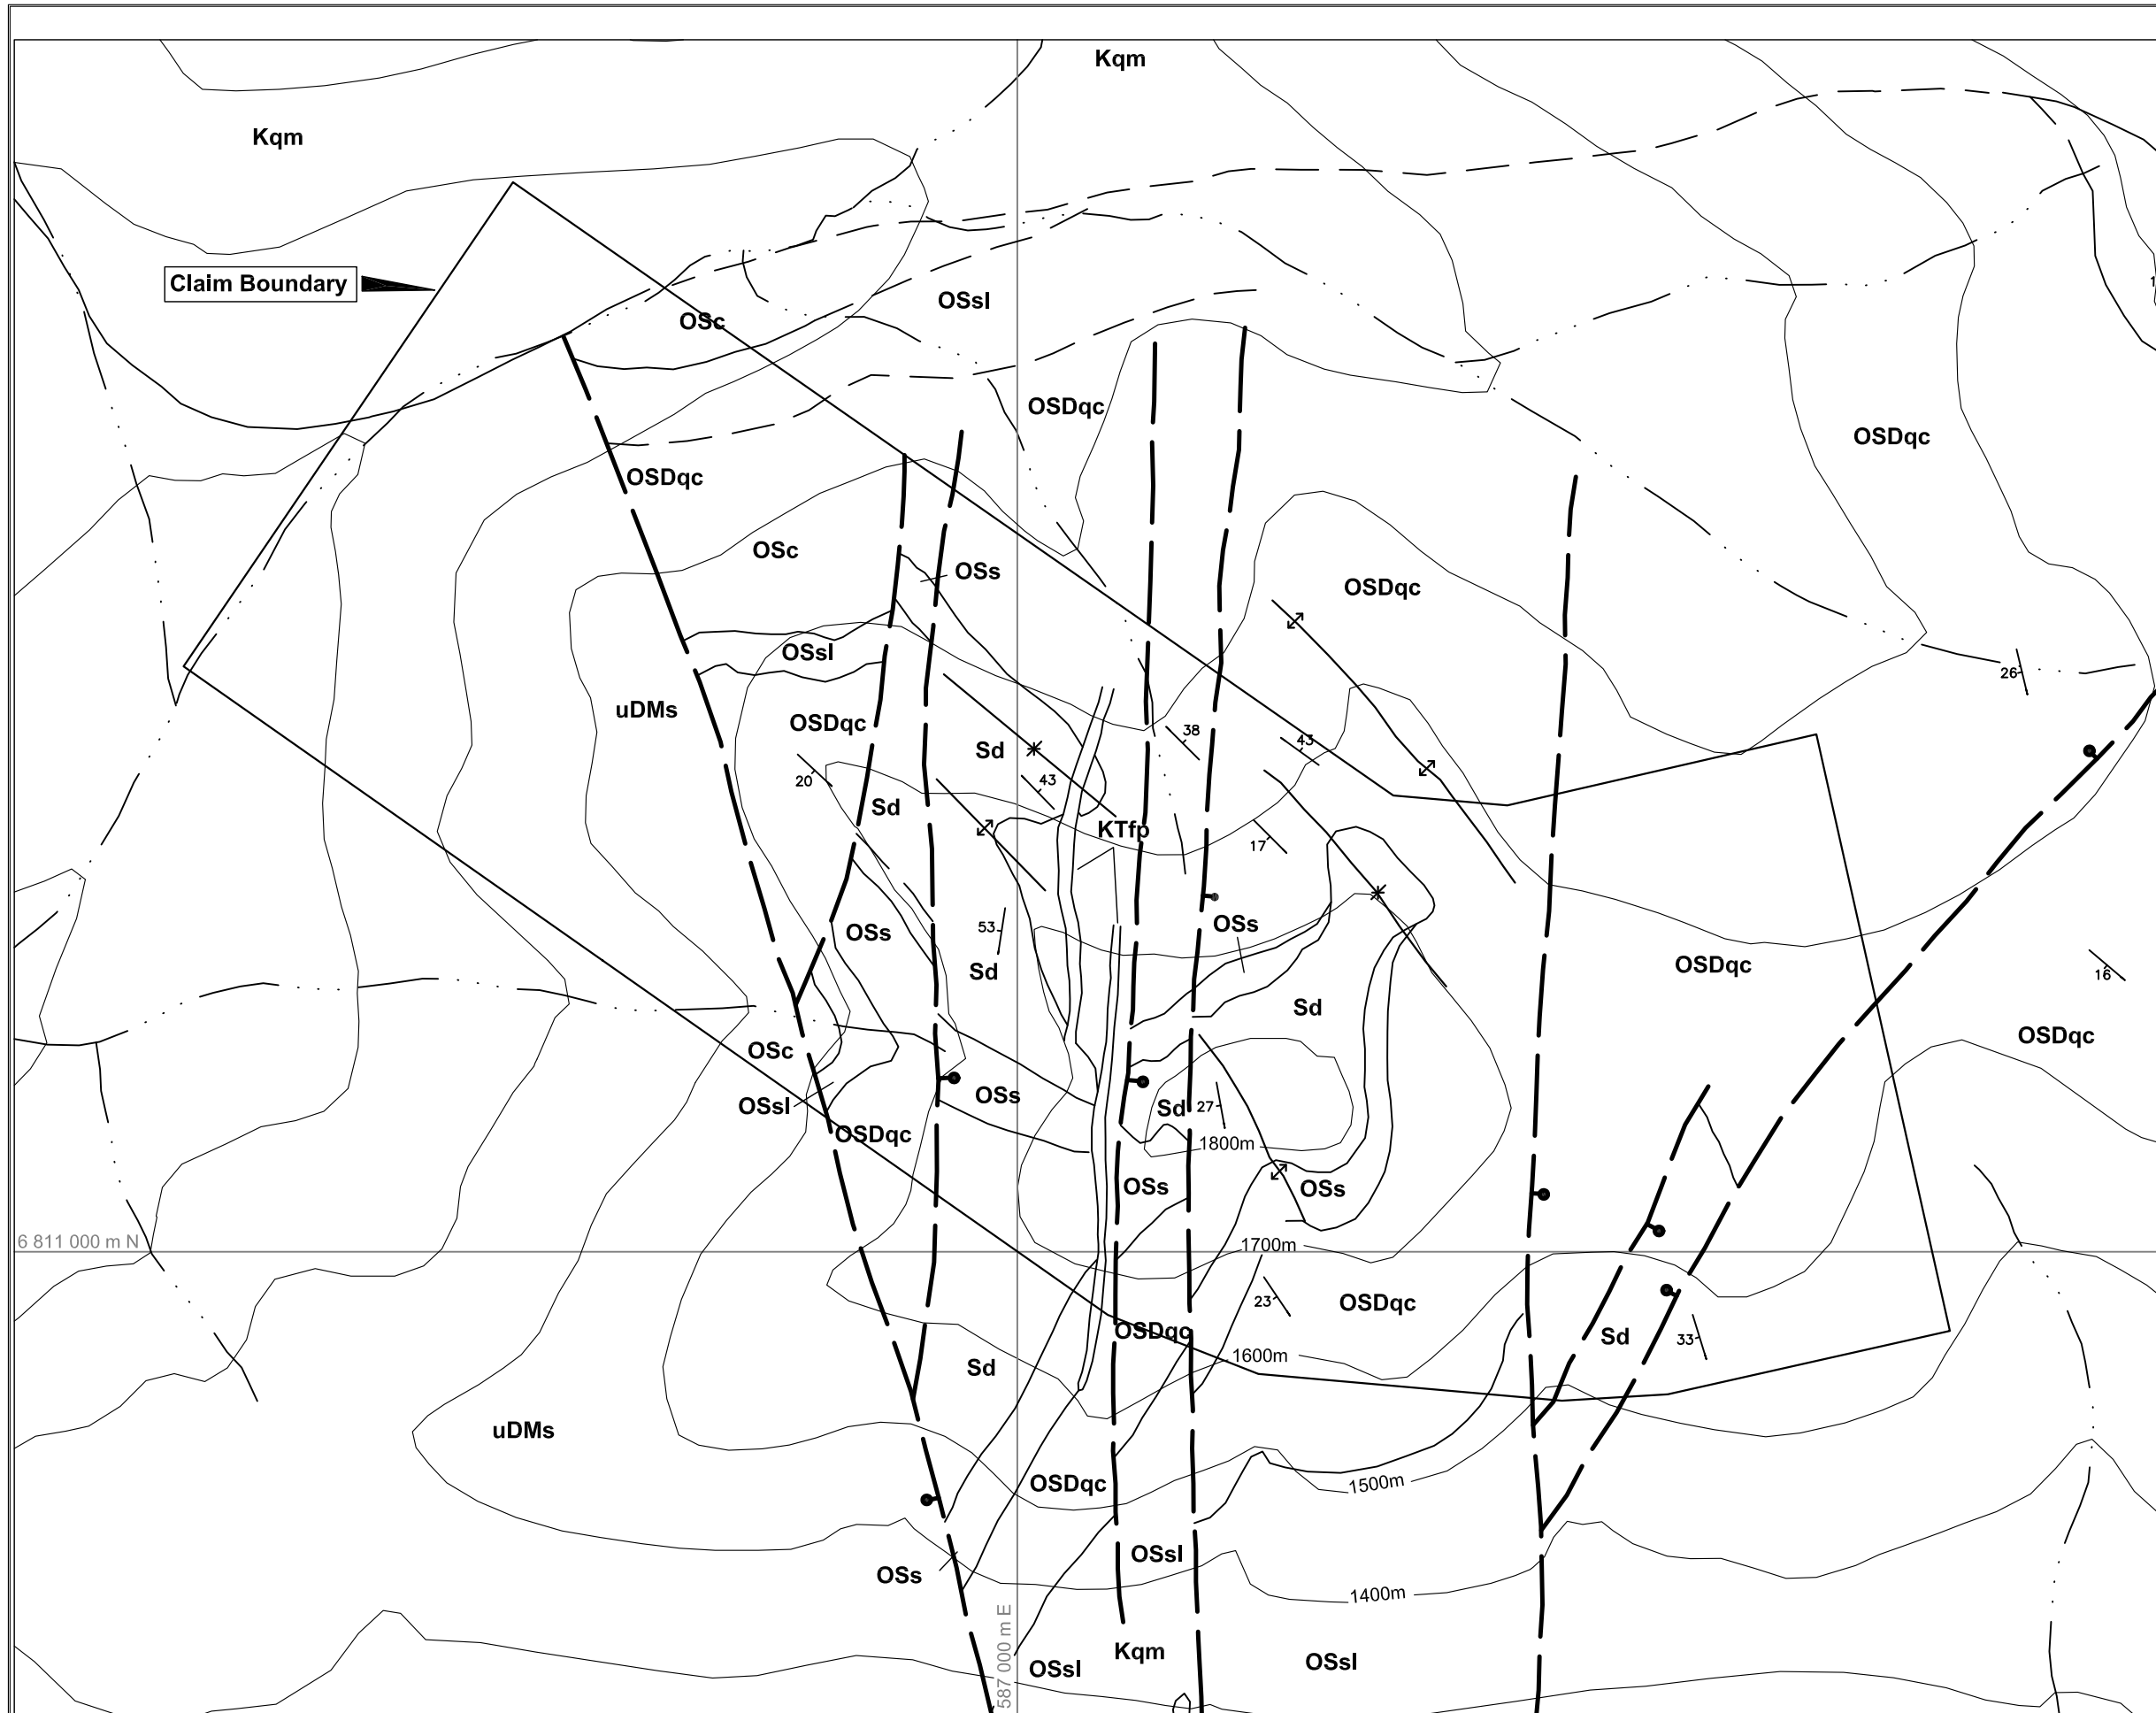 Kqm
Kqm
Claim Boundary
OSsl
OSc
OSDqc
OSDqc
OSDqc
OSc
OSs
OSDqc
OSsl
26
uDMs
OSDqc
38
43
Sd
20
43
Sd
KTfp
17
OSs
OSs
53
Sd
OSDqc
16
Sd
OSDqc
OSc
OSs
OSsl
Sd
27
OSDqc
1800m
OSs
OSs
6 811 000 m N
1700m
23
OSDqc
OSDqc
Sd
33
1600m
Sd
uDMs
OSDqc
1500m
OSsl
OSs
1400m
587 000 m E
Kqm
OSsl
OSsl